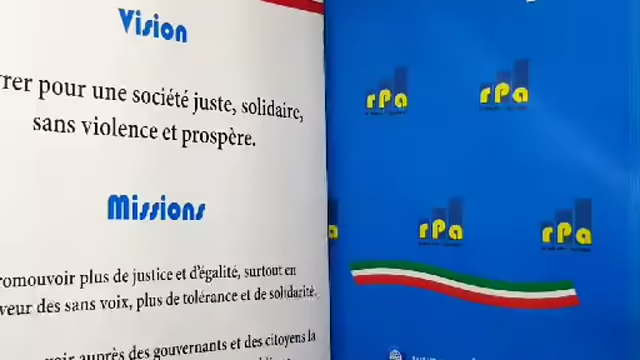 Vision
rer pour une société juste, solidaire,
sans violence et prospère.
Missions
romouvoir plus de justice et d'égalité, surtout en
veur des sans voix, plus de tolérance et de solidarité.
oir auprès des gouvernants et des citoyens la
rPa
rPa
rPa
rPa